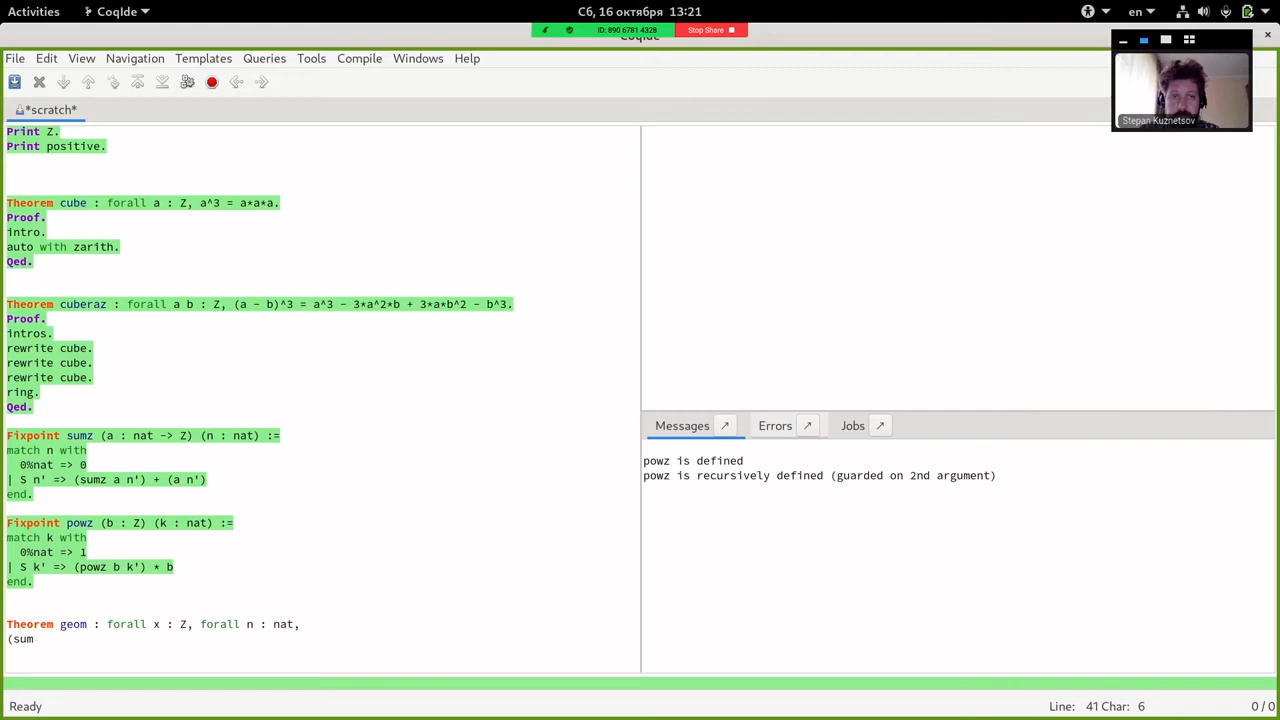 Activities
CoqIde
Сб, 16 октября 13:21
en
ID: 890 6781 4328
Stop Share
File Edit View Navigation Templates Queries Tools Compile Windows Help
Stepan Kuznetsov
*scratch*
Print Z.
Print positive.
Theorem cube : forall a : Z, a^3 = a*a*a.
Proof.
intro.
auto with zarith.
Qed.
Theorem cuberaz : forall a b : Z, (a - b)^3 = a^3 - 3*a^2*b + 3*a*b^2 - b^3.
Proof.
intros.
rewrite cube.
rewrite cube.
rewrite cube.
ring.
Qed.
Fixpoint sumz (a : nat -> Z) (n : nat) :=
match n with
0%nat => 0
| S n' => (sumz a n') + (a n')
end.
Fixpoint powz (b : Z) (k : nat) :=
match k with
0%nat => 1
| S k' => (powz b k') * b
end.
Theorem geom : forall x : Z, forall n : nat,
(sum
Messages
Errors
Jobs
powz is defined
powz is recursively defined (guarded on 2nd argument)
Ready
Line: 41 Char: 6
0 / 0